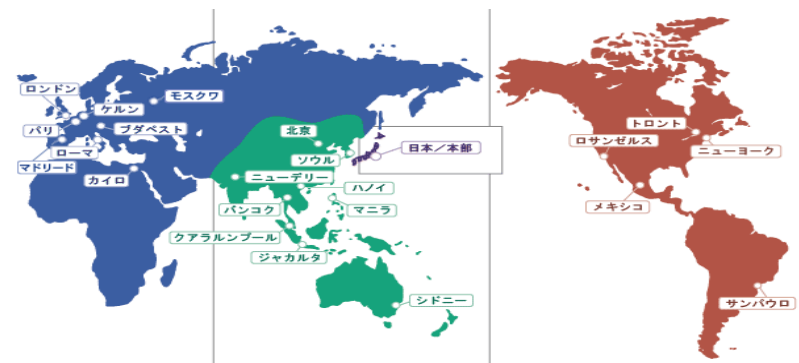 ロンドン
モスクワ
ケルン
パリ
ブダペスト
ローマ
マドリード
カイロ
北京
ソウル
日本／本部
ニューデリー
ハノイ
バンコク
マニラ
クアラルンプール
ジャカルタ
シドニー
トロント
ロサンゼルス
ニューヨーク
メキシコ
サンパウロ